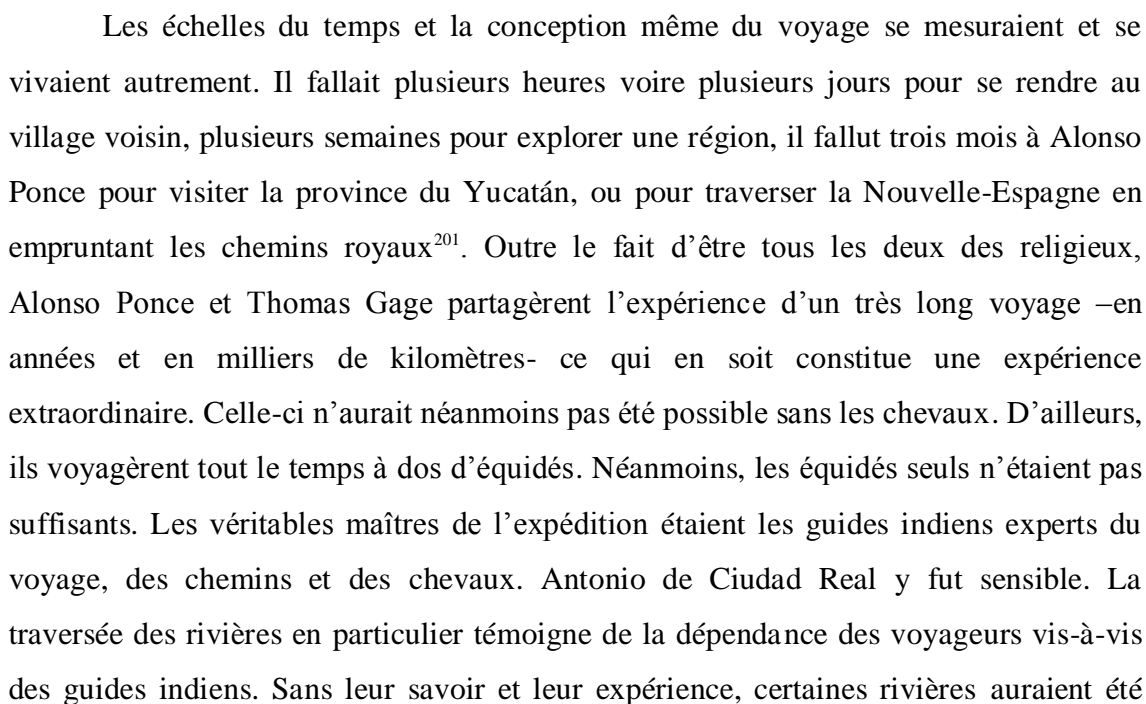 Les échelles du temps et la conception même du voyage se mesuraient et se
vivaient autrement. Il fallait plusieurs heures voire plusieurs jours pour se rendre au
village voisin, plusieurs semaines pour explorer une région, il fallut trois mois à Alonso
Ponce pour visiter la province du Yucatán, ou pour traverser la Nouvelle-Espagne en
empruntant les chemins royaux²⁰¹. Outre le fait d’être tous les deux des religieux,
Alonso Ponce et Thomas Gage partagèrent l’expérience d’un très long voyage –en
années et en milliers de kilomètres- ce qui en soit constitue une expérience
extraordinaire. Celle-ci n’aurait néanmoins pas été possible sans les chevaux. D’ailleurs,
ils voyagèrent tout le temps à dos d’équidés. Néanmoins, les équidés seuls n’étaient pas
suffisants. Les véritables maîtres de l’expédition étaient les guides indiens experts du
voyage, des chemins et des chevaux. Antonio de Ciudad Real y fut sensible. La
traversée des rivières en particulier témoigne de la dépendance des voyageurs vis-à-vis
des guides indiens. Sans leur savoir et leur expérience, certaines rivières auraient été